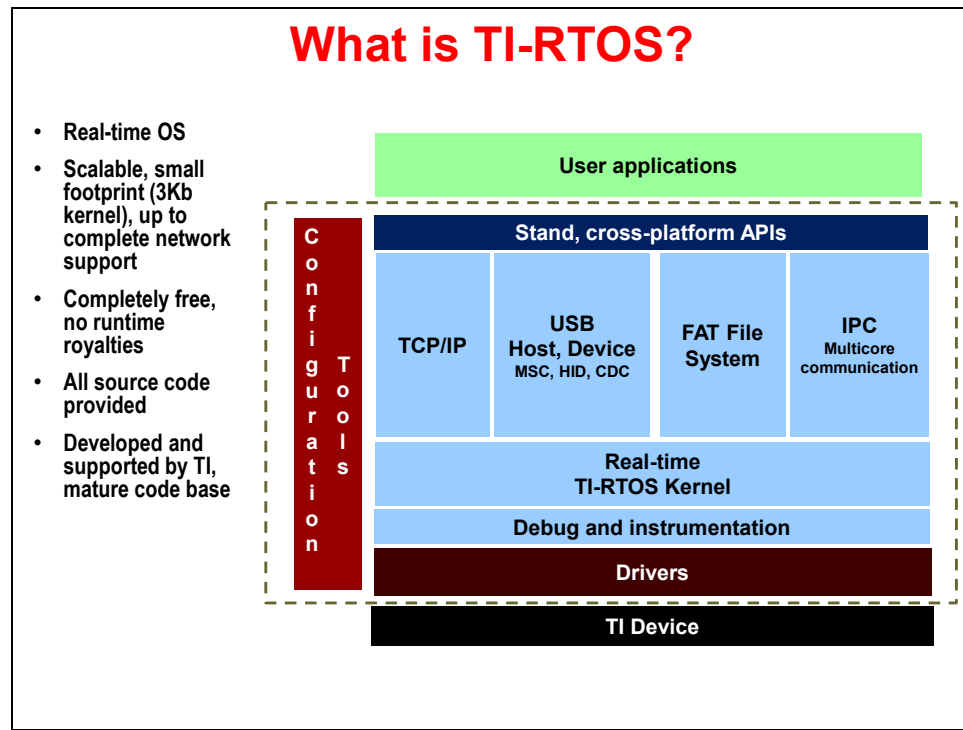 What is TI-RTOS?
• Real-time OS
• Scalable, small
footprint (3Kb
kernel), up to
complete network
support
• Completely free,
no runtime
royalties
• All source code
provided
• Developed and
supported by TI,
mature code base
User applications
Configuration
Tools
Stand, cross-platform APIs
TCP/IP
USB
Host, Device
MSC, HID, CDC
FAT File
System
IPC
Multicore
communication
Real-time
TI-RTOS Kernel
Debug and instrumentation
Drivers
TI Device